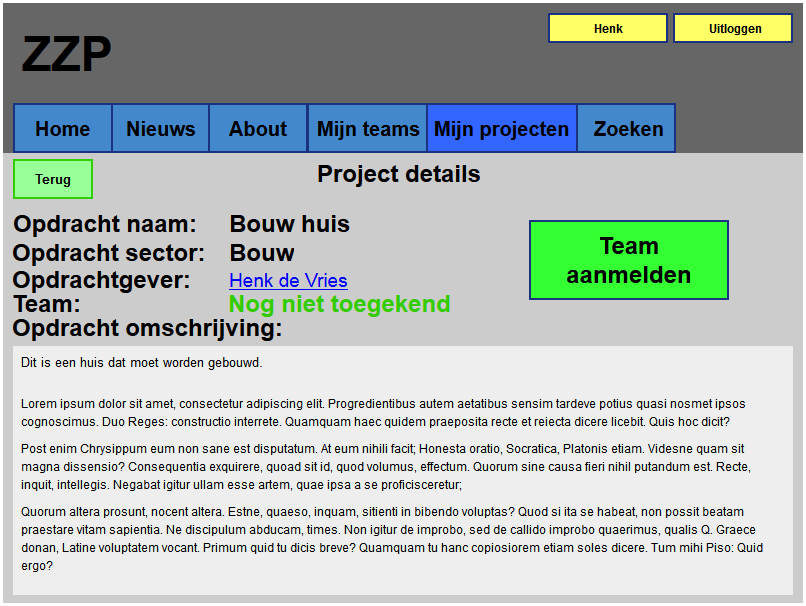 Henk
Uitloggen
ZZP
Home
Nieuws
About
Mijn teams
Mijn projecten
Zoeken
Terug
Project details
Opdracht naam: Bouw huis
Opdracht sector: Bouw
Opdrachtgever: Henk de Vries
Team: Nog niet toegekend
Team
aanmelden
Opdracht omschrijving:
Dit is een huis dat moet worden gebouwd.
Lorem ipsum dolor sit amet, consectetur adipiscing elit. Progredientibus autem aetatibus sensim tardeve potius quasi nosmet ipsos
cognoscimus. Duo Reges: constructio interrete. Quamquam haec quidem praeposita recte et reiecta dicere licebit. Quis hoc dicit?
Post enim Chrysippum eum non sane est disputatum. At eum nihili facit; Honesta oratio, Socratica, Platonis etiam. Videsne quam sit
magna dissensio? Consequentia exquirere, quoad sit id, quod volumus, effectum. Quorum sine causa fieri nihil putandum est. Recte,
inquit, intellegis. Negabat igitur ullam esse artem, quae ipsa a se proficisceretur;
Quorum altera prosunt, nocent altera. Estne, quaeso, inquam, sitienti in bibendo voluptas? Quod si ita se habeat, non possit beatam
praestare vitam sapientia. Ne discipulum abducam, times. Non igitur de improbo, sed de callido improbo quaerimus, qualis Q. Graece
donan, Latine voluptatem vocant. Primum quid tu dicis breve? Quamquam tu hanc copiosiorem etiam soles dicere. Tum mihi Piso: Quid
ergo?